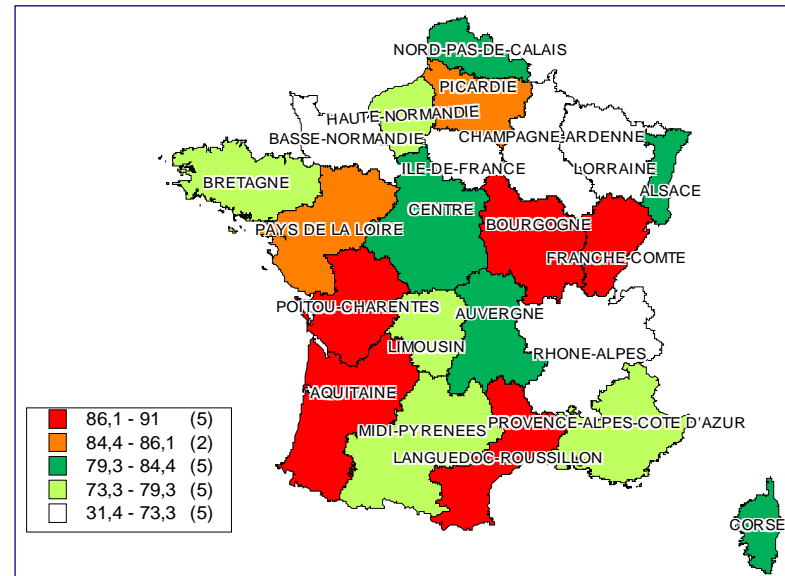 NORD-PAS-DE-CALAIS
PICARDIE
HAUTE-NORMANDIE
BASSE-NORMANDIE
CHAMPAGNE-ARDENNE
ILE-DE-FRANCE
LORRAINE
ALSACE
BRETAGNE
CENTRE
PAYS DE LA LOIRE
BOURGOGNE
FRANCHE-COMTE
POITOU-CHARENTES
AUVERGNE
LIMOUSIN
RHONE-ALPES
AQUITAINE
PROVENCE-ALPES-COTE D'AZUR
MIDI-PYRENEES
LANGUEDOC-ROUSSILLON
CORSE
86,1 - 91 (5)
84,4 - 86,1 (2)
79,3 - 84,4 (5)
73,3 - 79,3 (5)
31,4 - 73,3 (5)